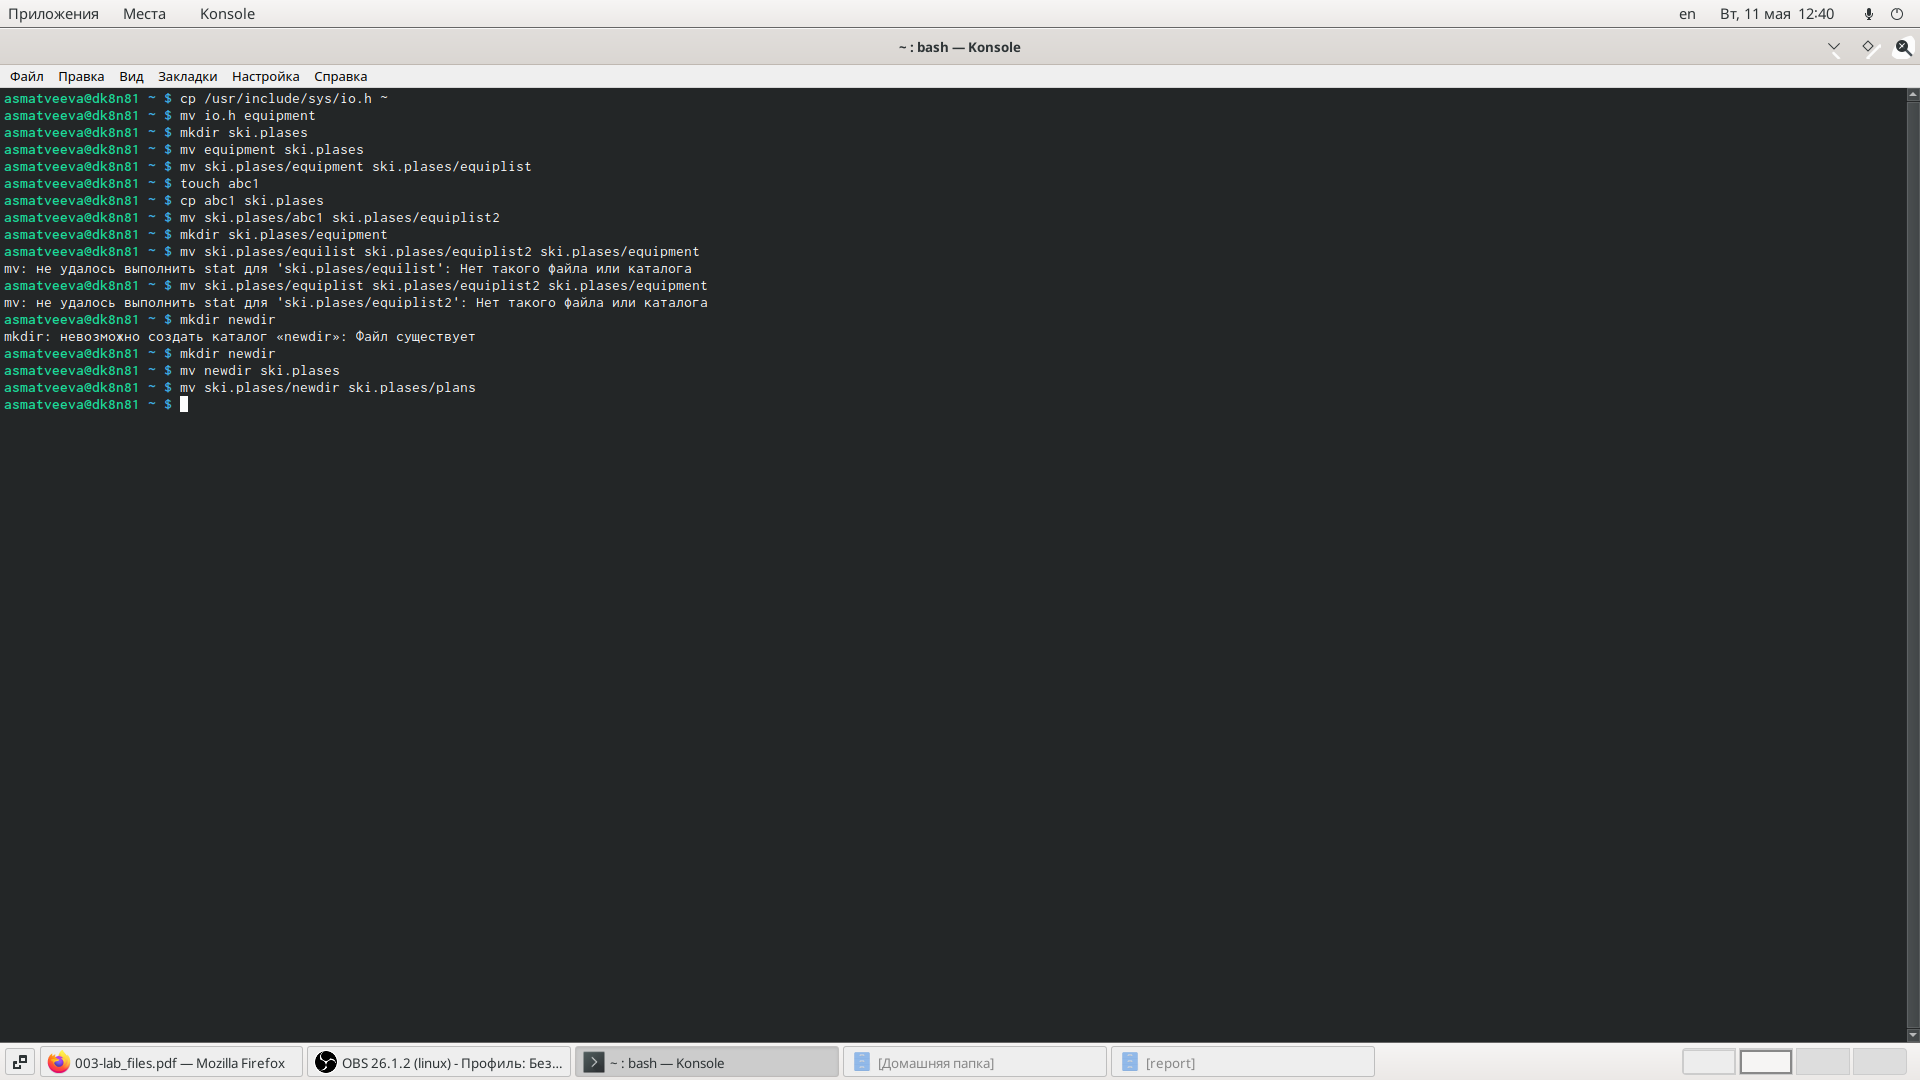 Приложения Места Konsole en Вт, 11 мая 12:40
~ : bash — Konsole
Файл Правка Вид Закладки Настройка Справка
asmatveeva@dk8n81 ~ $ cp /usr/include/sys/io.h ~
asmatveeva@dk8n81 ~ $ mv io.h equipment
asmatveeva@dk8n81 ~ $ mkdir ski.plases
asmatveeva@dk8n81 ~ $ mv equipment ski.plases
asmatveeva@dk8n81 ~ $ mv ski.plases/equipment ski.plases/equiplist
asmatveeva@dk8n81 ~ $ touch abc1
asmatveeva@dk8n81 ~ $ cp abc1 ski.plases
asmatveeva@dk8n81 ~ $ mv ski.plases/abc1 ski.plases/equiplist2
asmatveeva@dk8n81 ~ $ mkdir ski.plases/equipment
asmatveeva@dk8n81 ~ $ mv ski.plases/equilist ski.plases/equiplist2 ski.plases/equipment
mv: не удалось выполнить stat для 'ski.plases/equilist': Нет такого файла или каталога
asmatveeva@dk8n81 ~ $ mv ski.plases/equiplist ski.plases/equiplist2 ski.plases/equipment
mv: не удалось выполнить stat для 'ski.plases/equiplist2': Нет такого файла или каталога
asmatveeva@dk8n81 ~ $ mkdir newdir
mkdir: невозможно создать каталог «newdir»: Файл существует
asmatveeva@dk8n81 ~ $ mkdir newdir
asmatveeva@dk8n81 ~ $ mv newdir ski.plases
asmatveeva@dk8n81 ~ $ mv ski.plases/newdir ski.plases/plans
asmatveeva@dk8n81 ~ $
003-lab_files.pdf — Mozilla Firefox OBS 26.1.2 (linux) - Профиль: Без... ~ : bash — Konsole [Домашняя папка] [report]